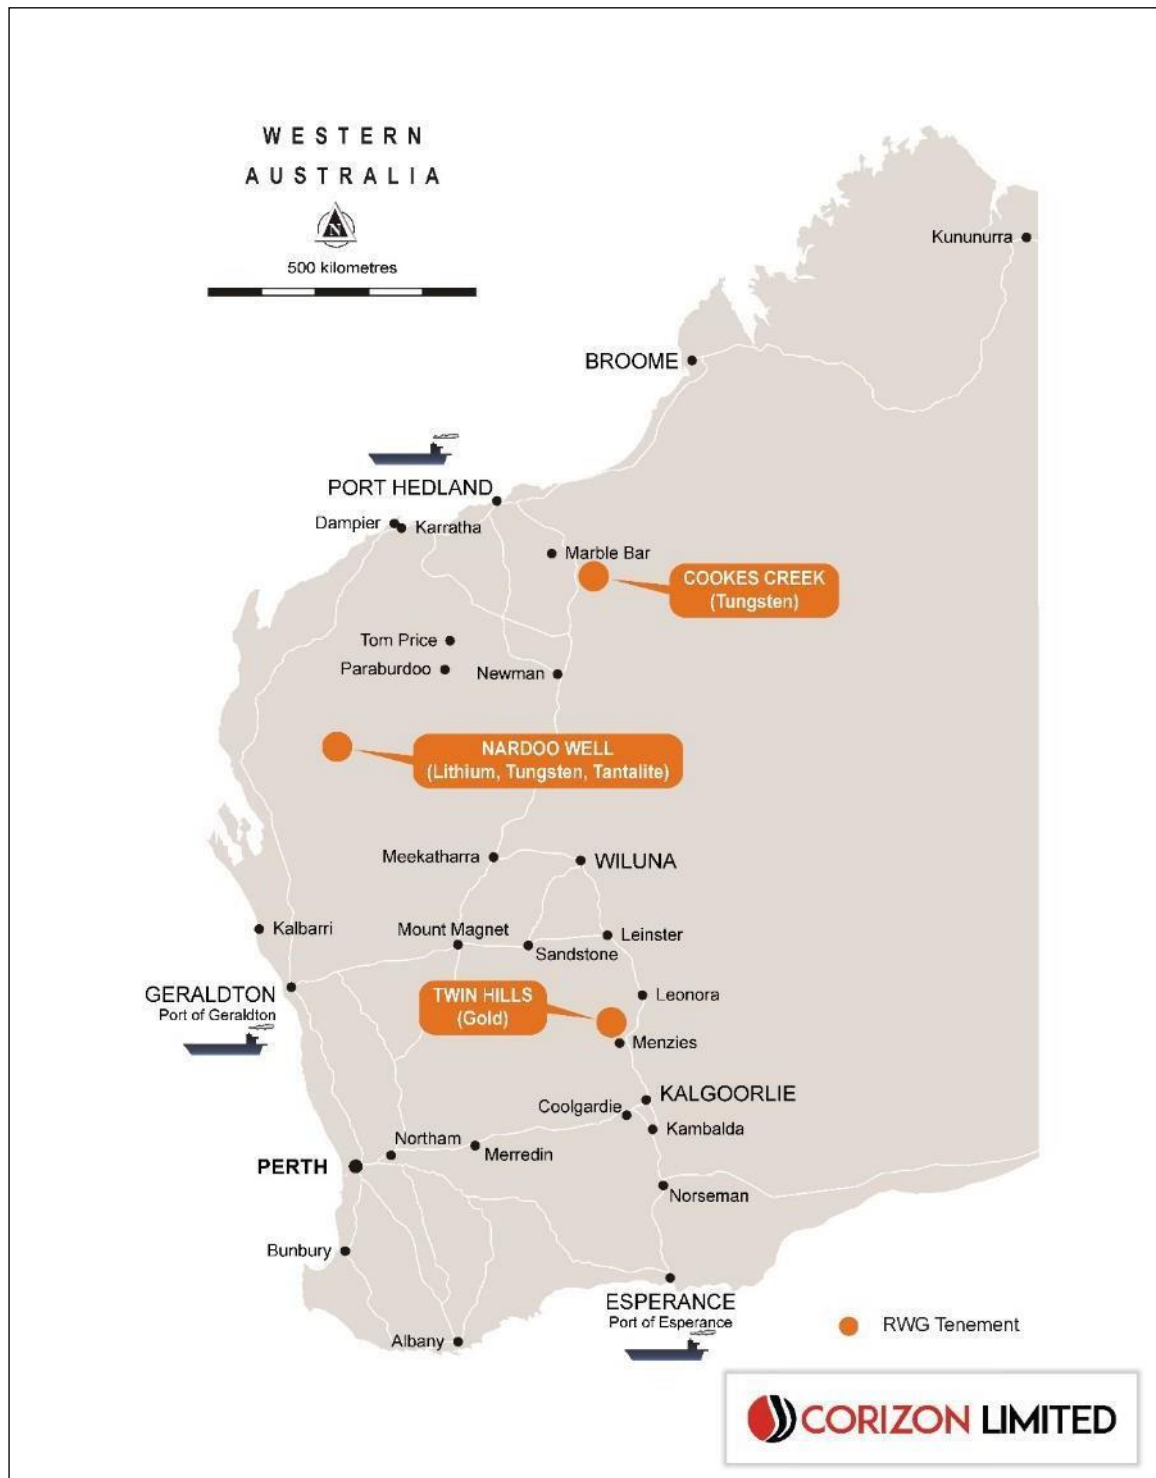 WESTERN
AUSTRALIA
N
500 kilometres
Kununurra
BROOME
PORT HEDLAND
Dampier
Karratha
Marble Bar
COOKES CREEK
(Tungsten)
Tom Price
Paraburdoo
Newman
NARDOO WELL
(Lithium, Tungsten, Tantalite)
Meekatharra
WILUNA
Kalbarri
Mount Magnet
Leinster
Sandstone
GERALDTON
Port of Geraldton
TWIN HILLS
(Gold)
Leonora
Menzies
KALGOORLIE
Coolgardie
Kambalda
Northam
Merredin
PERTH
Norseman
Bunbury
ESPERANCE
Port of Esperance
Albany
RWG Tenement
CORIZON LIMITED